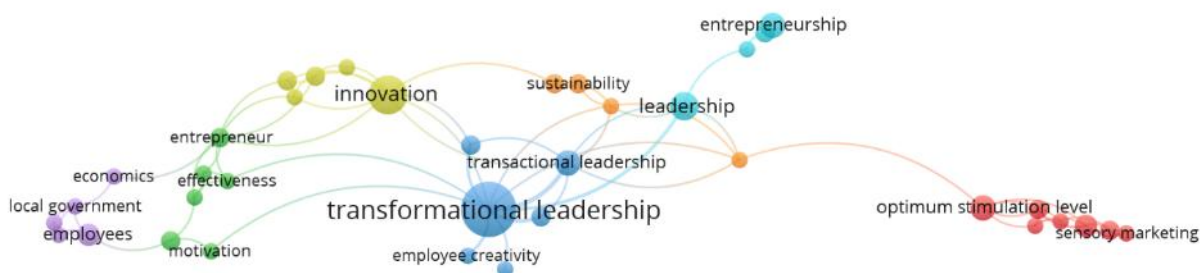 entrepreneurship
sustainability
innovation
leadership
entrepreneur
transactional leadership
economics
effectiveness
local government
transformational leadership
optimum stimulation level
employees
sensory marketing
motivation
employee creativity